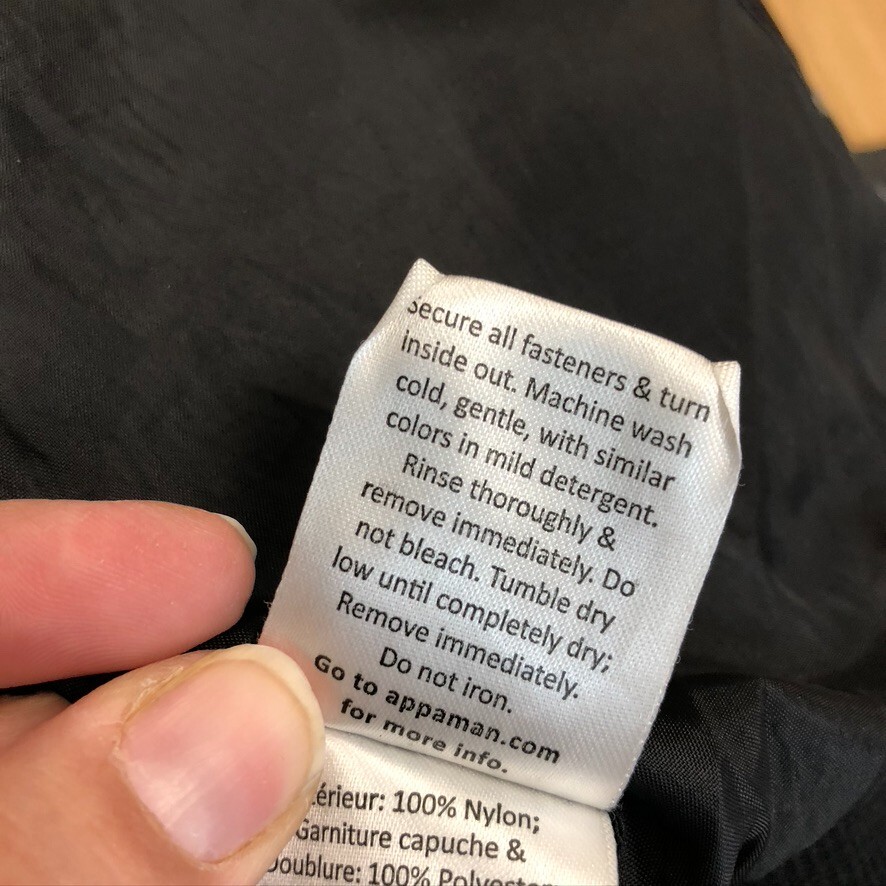 Secure all fasteners & turn
inside out. Machine wash
cold, gentle, with similar
colors in mild detergent.
Rinse thoroughly &
remove immediately. Do
not bleach. Tumble dry
low until completely dry;
Remove immediately.
Do not iron.
Go to appaman.com
for more info.
érieur: 100% Nylon;
Garniture capuche &
Doublure: 100% Polyester